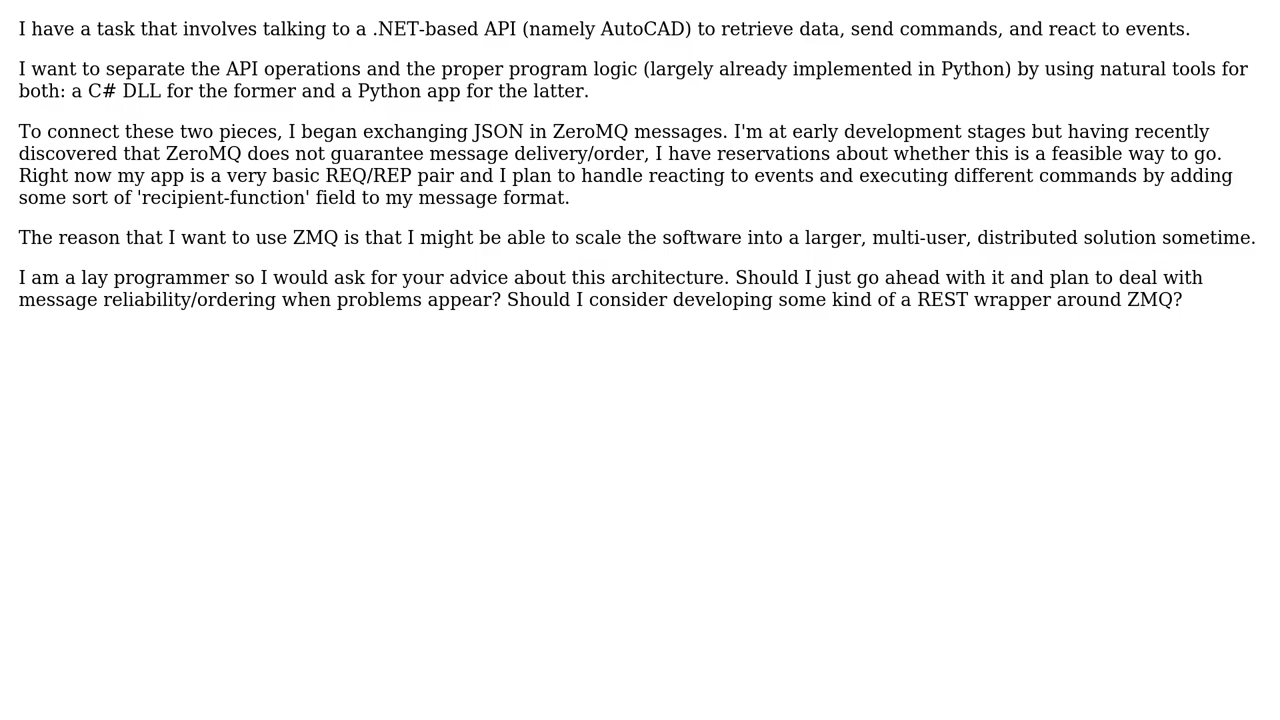 I have a task that involves talking to a .NET-based API (namely AutoCAD) to retrieve data, send commands, and react to events.
I want to separate the API operations and the proper program logic (largely already implemented in Python) by using natural tools for
both: a C# DLL for the former and a Python app for the latter.
To connect these two pieces, I began exchanging JSON in ZeroMQ messages. I'm at early development stages but having recently
discovered that ZeroMQ does not guarantee message delivery/order, I have reservations about whether this is a feasible way to go.
Right now my app is a very basic REQ/REP pair and I plan to handle reacting to events and executing different commands by adding
some sort of 'recipient-function' field to my message format.
The reason that I want to use ZMQ is that I might be able to scale the software into a larger, multi-user, distributed solution sometime.
I am a lay programmer so I would ask for your advice about this architecture. Should I just go ahead with it and plan to deal with
message reliability/ordering when problems appear? Should I consider developing some kind of a REST wrapper around ZMQ?